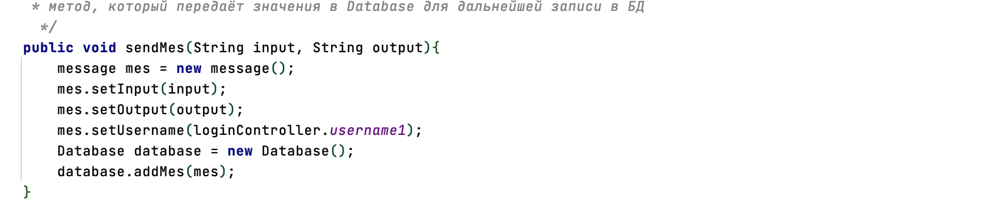 * метод, который передаёт значения в Database для дальнейшей записи в БД
*/
public void sendMes(String input, String output){
message mes = new message();
mes.setInput(input);
mes.setOutput(output);
mes.setUsername(loginController.username1);
Database database = new Database();
database.addMes(mes);
}